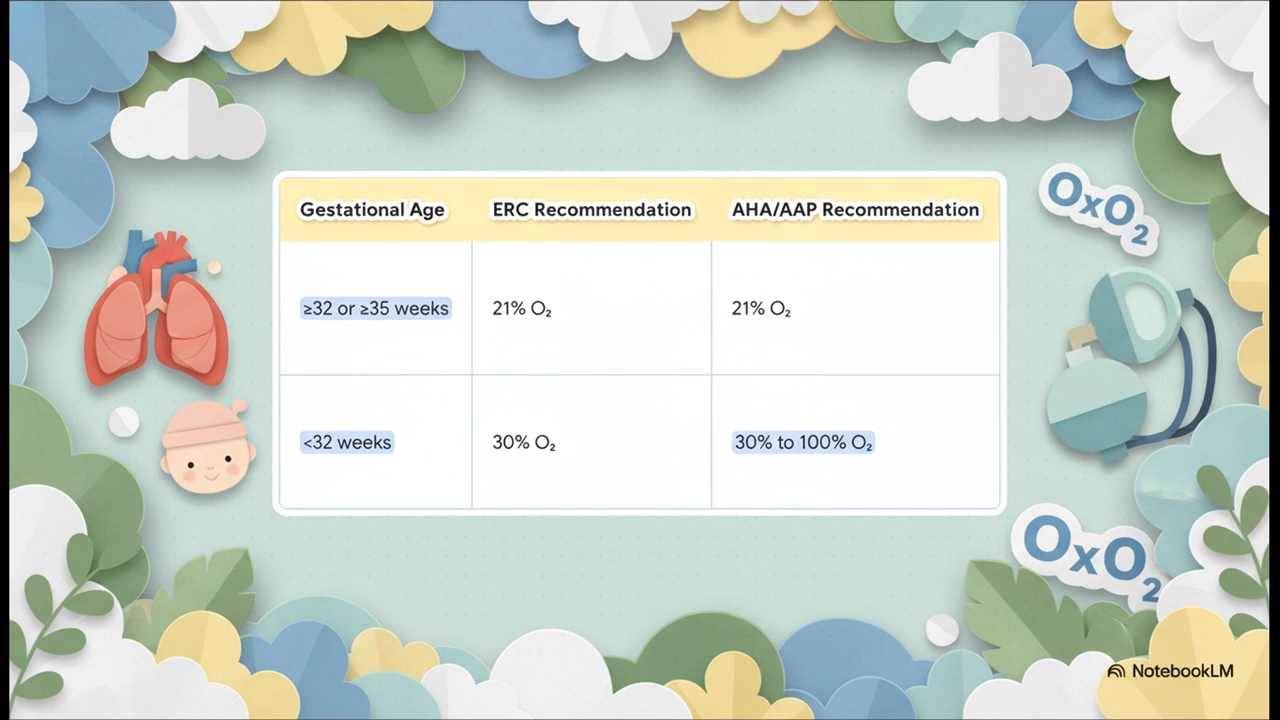 Gestational Age ERC Recommendation AHA/AAP Recommendation
≥32 or ≥35 weeks 21% O₂ 21% O₂
<32 weeks 30% O₂ 30% to 100% O₂
OxO₂
OxO₂
NotebookLM